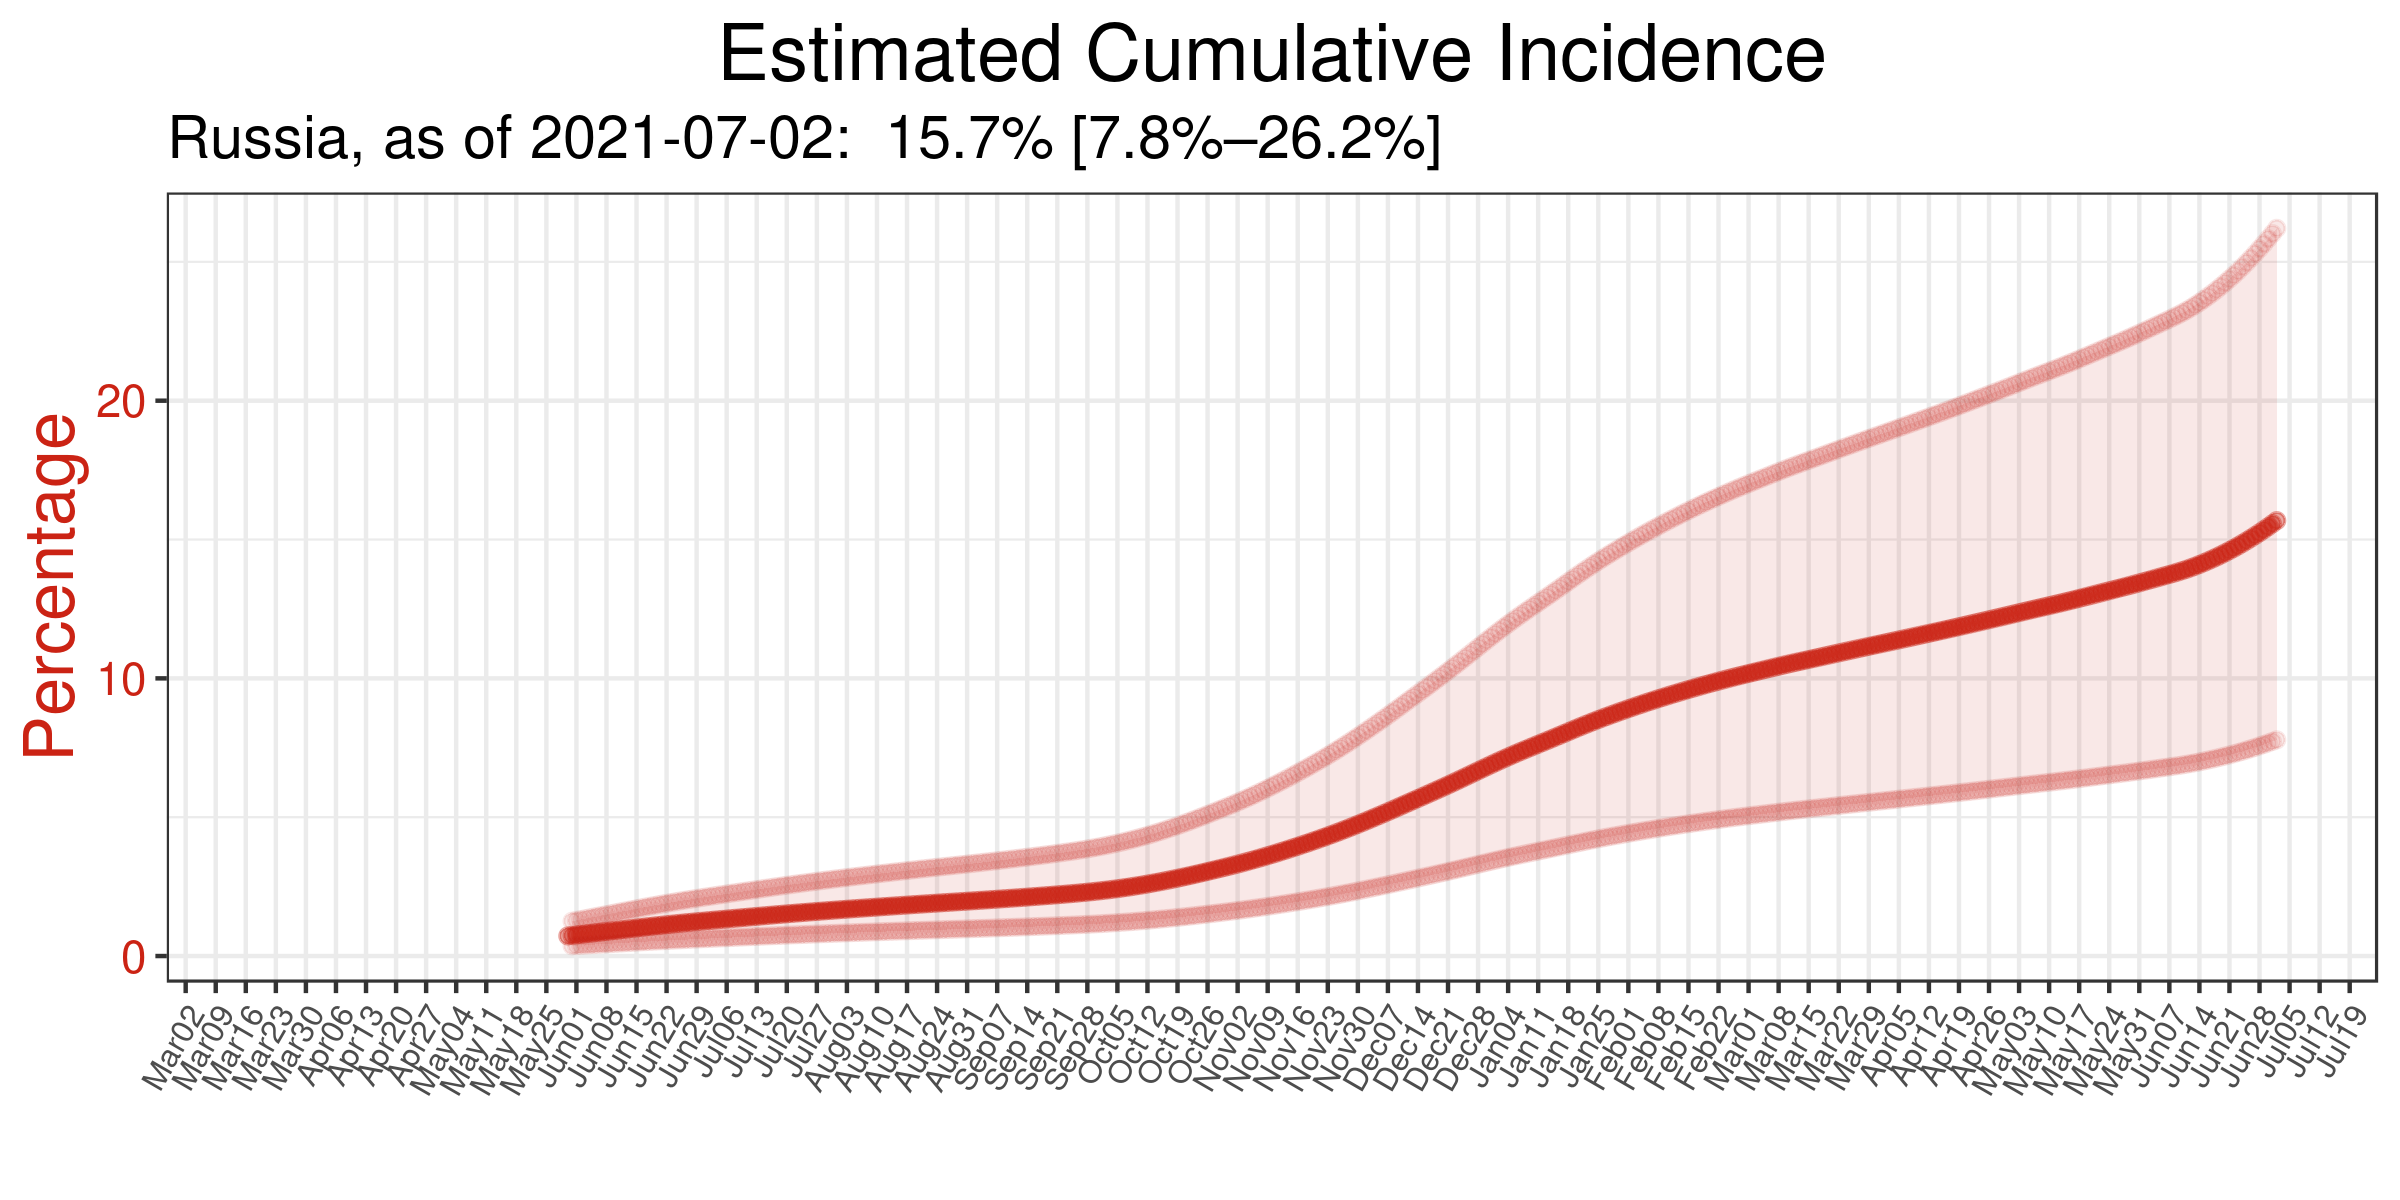 Estimated Cumulative Incidence
Russia, as of 2021-07-02:  15.7% [7.8%–26.2%]
Percentage
20
10
0
Mar02
Mar09
Mar16
Mar23
Mar30
Apr06
Apr13
Apr20
Apr27
May04
May11
May18
May25
Jun01
Jun08
Jun15
Jun22
Jun29
Jul06
Jul13
Jul20
Jul27
Aug03
Aug10
Aug17
Aug24
Aug31
Sep07
Sep14
Sep21
Sep28
Oct05
Oct12
Oct19
Oct26
Nov02
Nov09
Nov16
Nov23
Nov30
Dec07
Dec14
Dec21
Dec28
Jan04
Jan11
Jan18
Jan25
Feb01
Feb08
Feb15
Feb22
Mar01
Mar08
Mar15
Mar22
Mar29
Apr05
Apr12
Apr19
Apr26
May03
May10
May17
May24
May31
Jun07
Jun14
Jun21
Jun28
Jul05
Jul12
Jul19